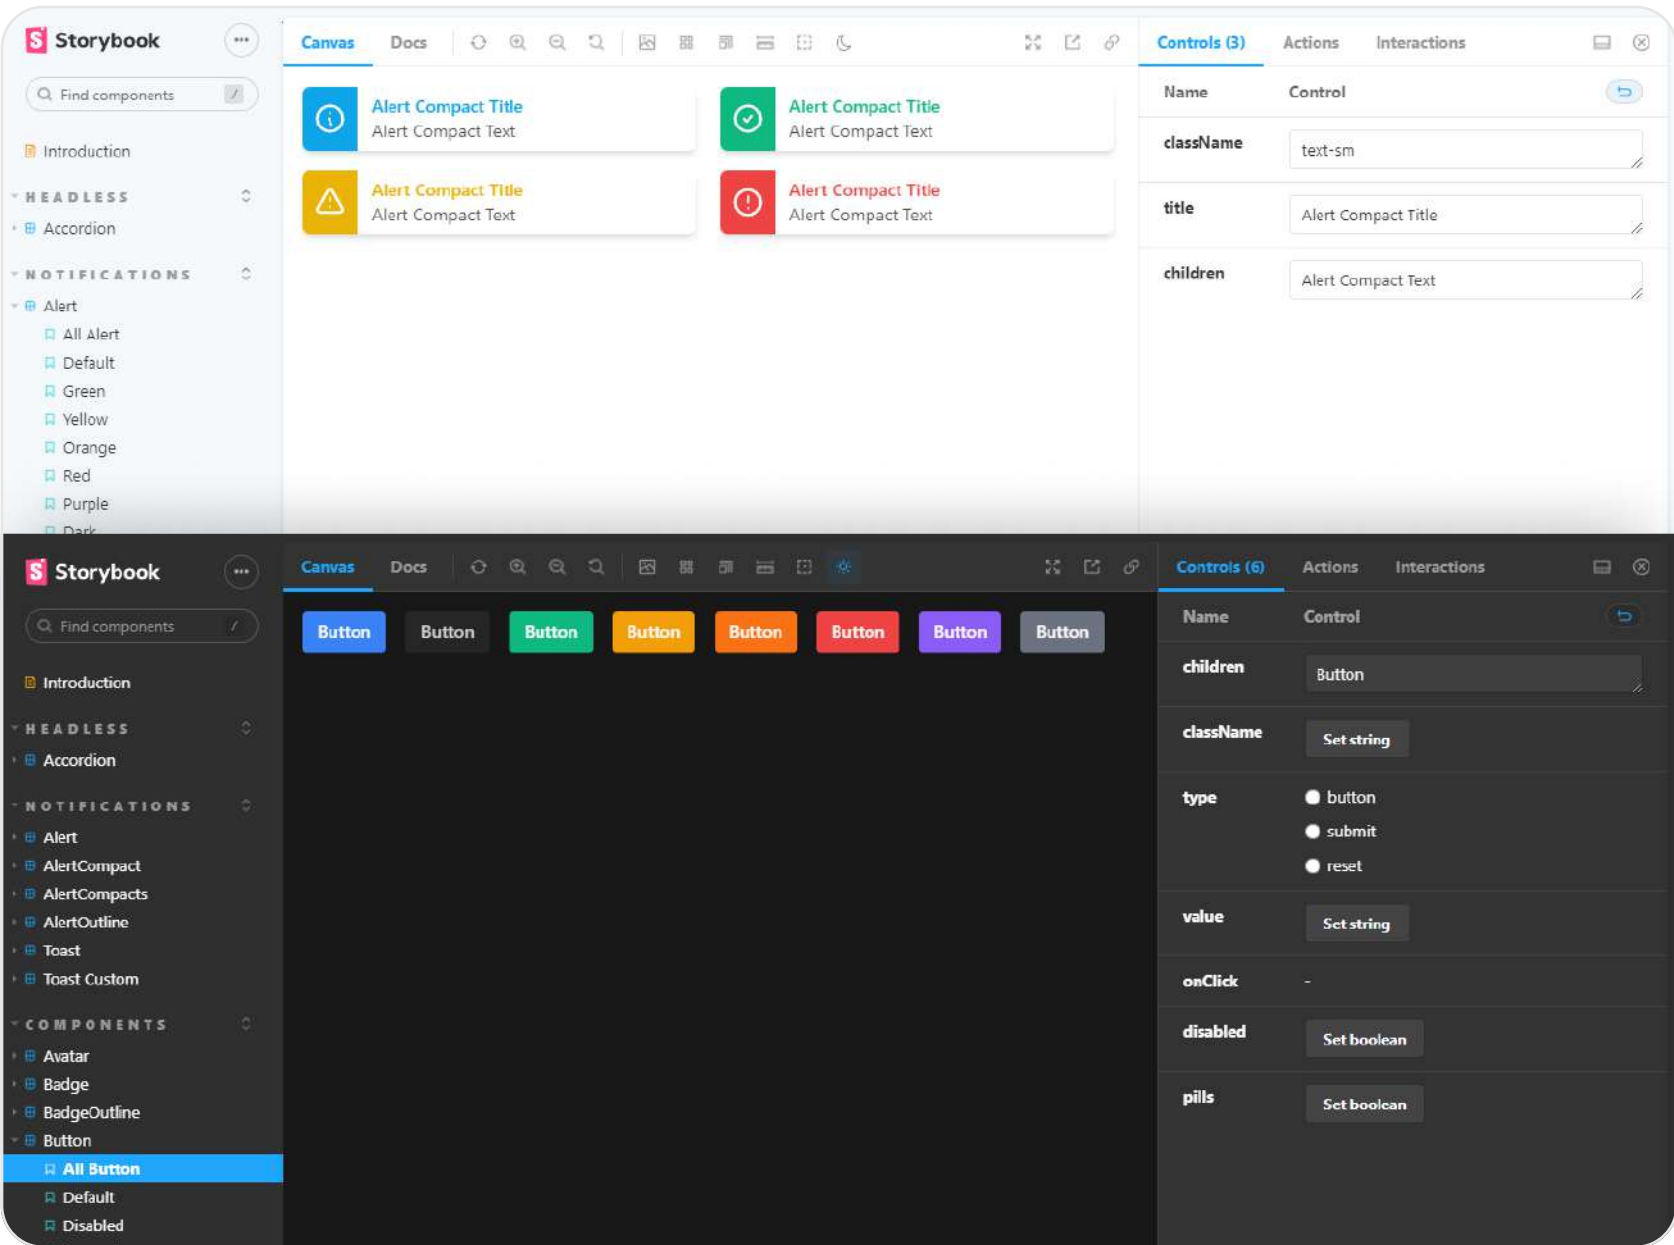 Storybook
Find components /
Introduction
HEADLESS
Accordion
NOTIFICATIONS
Alert
All Alert
Default
Green
Yellow
Orange
Red
Purple
Dark
Canvas Docs
Alert Compact Title
Alert Compact Text
Alert Compact Title
Alert Compact Text
Alert Compact Title
Alert Compact Text
Alert Compact Title
Alert Compact Text
Controls (3) Actions Interactions
Name Control
className text-sm
title Alert Compact Title
children Alert Compact Text
Storybook
Find components /
Introduction
HEADLESS
Accordion
NOTIFICATIONS
Alert
AlertCompact
AlertCompacts
AlertOutline
Toast
Toast Custom
COMPONENTS
Avatar
Badge
BadgeOutline
Button
All Button
Default
Disabled
Canvas Docs
Button Button Button Button Button Button Button Button
Controls (6) Actions Interactions
Name Control
children Button
className Set string
type button
submit
reset
value Set string
onClick -
disabled Set boolean
pills Set boolean